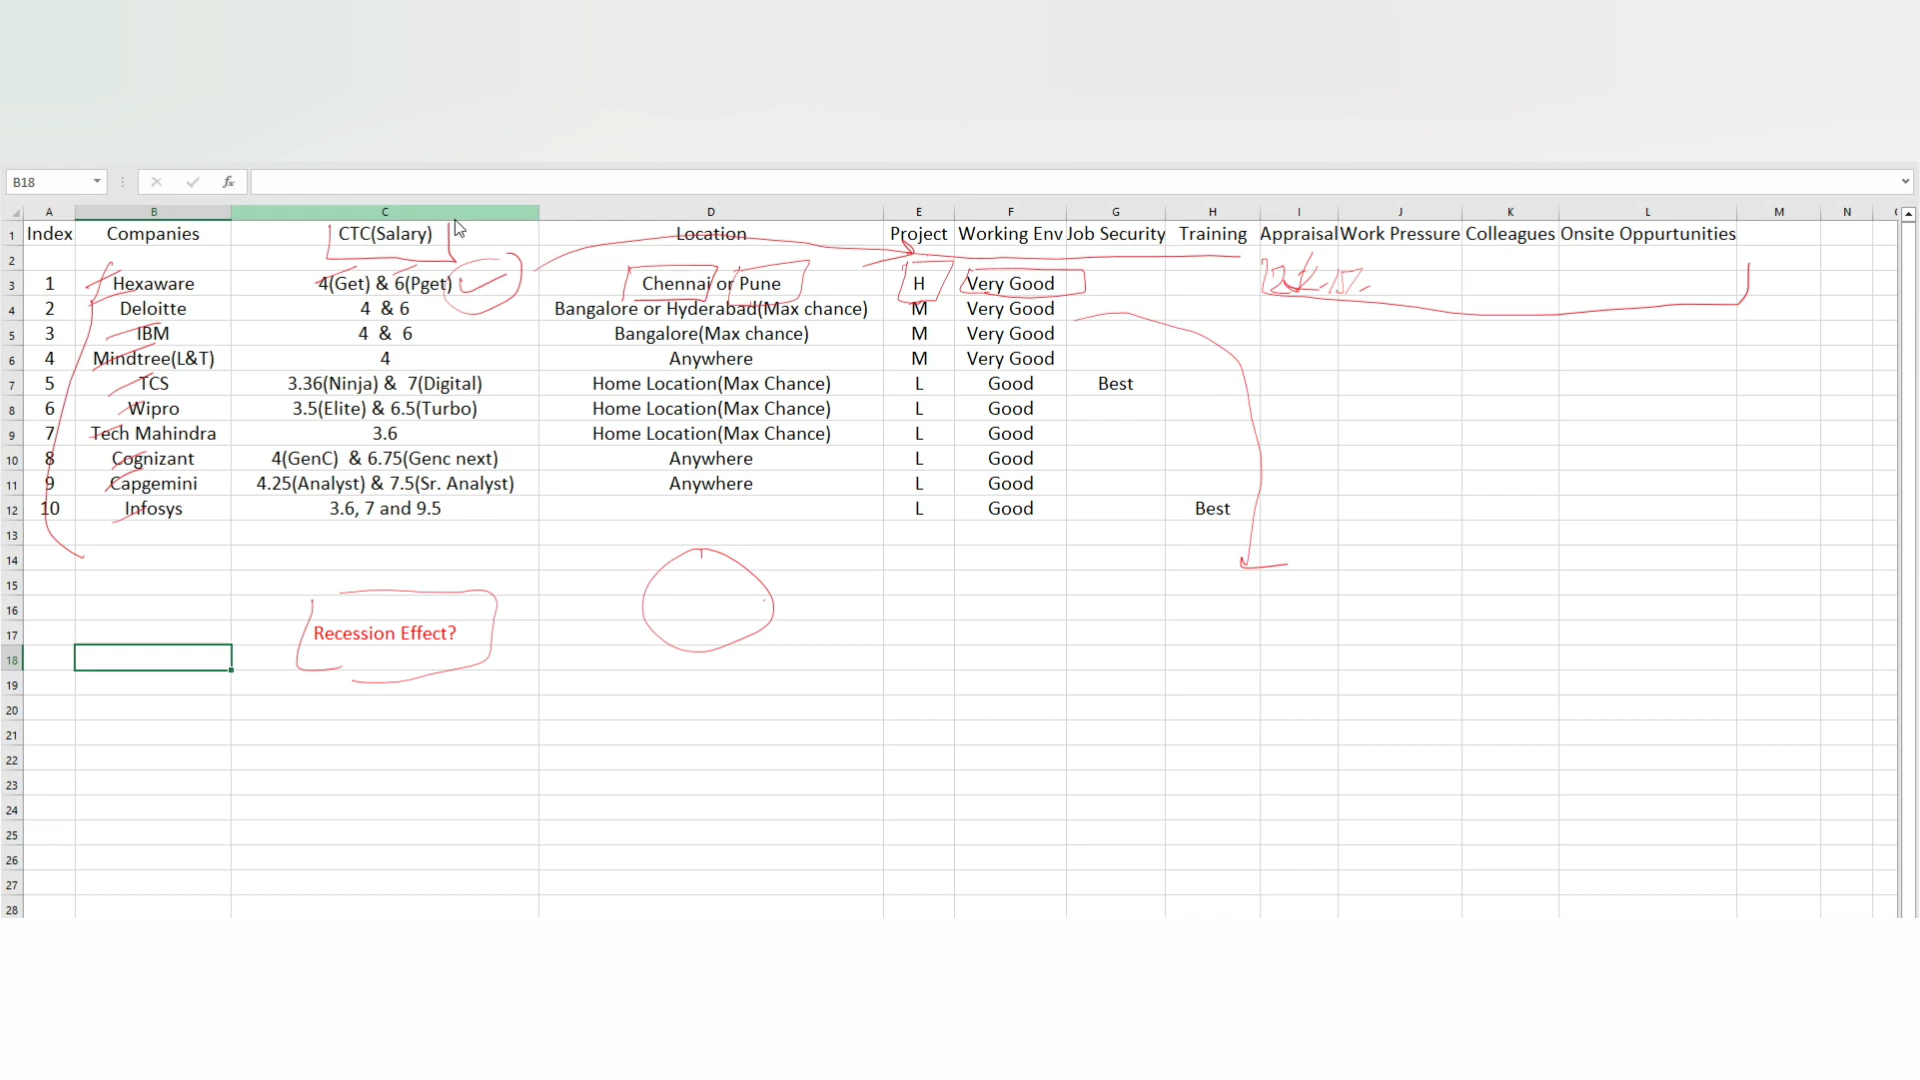 B18
fx
A B C D E F G H I J K L M N
1 Index Companies CTC(Salary) Location Project Working Env Job Security Training Appraisal Work Pressure Colleagues Onsite Oppurtunities
2
3 1 Hexaware 4(Get) & 6(Pget) Chennai or Pune H Very Good
4 2 Deloitte 4 & 6 Bangalore or Hyderabad(Max chance) M Very Good
5 3 IBM 4 & 6 Bangalore(Max chance) M Very Good
6 4 Mindtree(L&T) 4 Anywhere M Very Good
7 5 TCS 3.36(Ninja) & 7(Digital) Home Location(Max Chance) L Good Best
8 6 Wipro 3.5(Elite) & 6.5(Turbo) Home Location(Max Chance) L Good
9 7 Tech Mahindra 3.6 Home Location(Max Chance) L Good
10 8 Cognizant 4(GenC) & 6.75(Genc next) Anywhere L Good
11 9 Capgemini 4.25(Analyst) & 7.5(Sr. Analyst) Anywhere L Good
12 10 Infosys 3.6, 7 and 9.5 L Good Best
13
14
15
16
17 Recession Effect?
18
19
20
21
22
23
24
25
26
27
28